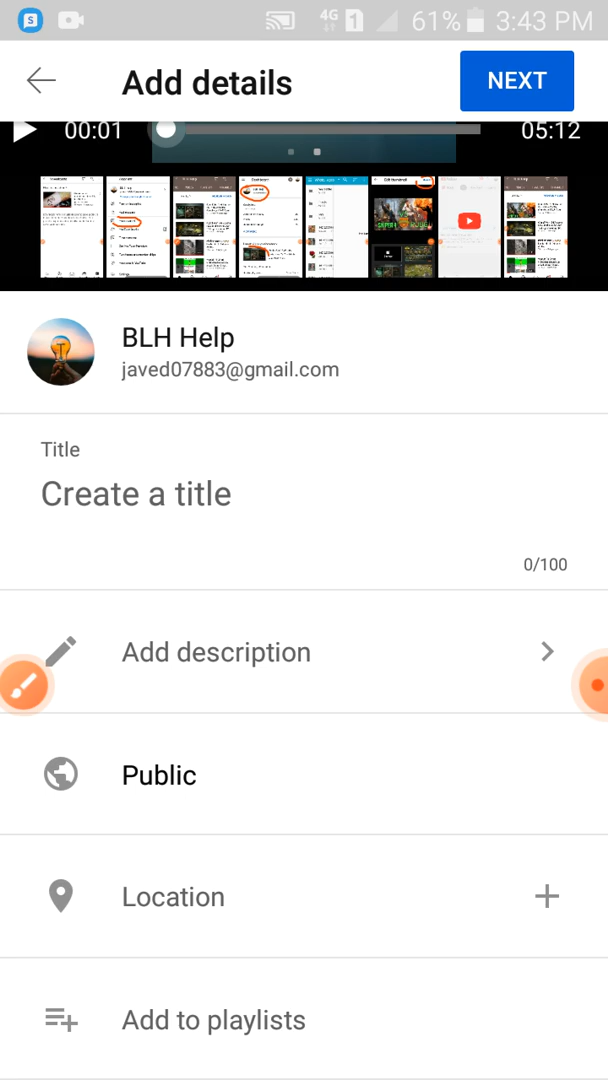 4G 1 61% 3:43 PM
Add details
NEXT
00:01
05:12
BLH Help
javed07883@gmail.com
Title
Create a title
0/100
Add description
Public
Location
Add to playlists